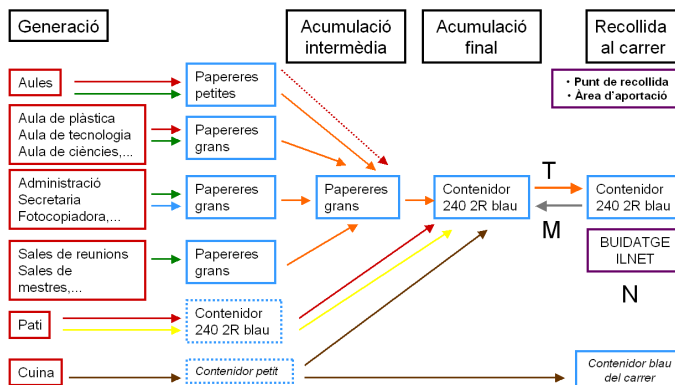 Generació
Acumulació
intermèdia
Acumulació
final
Recollida
al carrer
• Punt de recollida
• Àrea d'aportació
Aules
Papereres
petites
Aula de plàstica
Aula de tecnologia
Aula de ciències,...
Papereres
grans
Administració
Secretaria
Fotocopiadora,...
Papereres
grans
Papereres
grans
Contenidor
240 2R blau
T
M
Contenidor
240 2R blau
Sales de reunions
Sales de
mestres,...
Papereres
grans
BUIDATGE
ILNET
N
Pati
Contenidor
240 2R blau
Cuina
Contenidor petit
Contenidor blau
del carrer